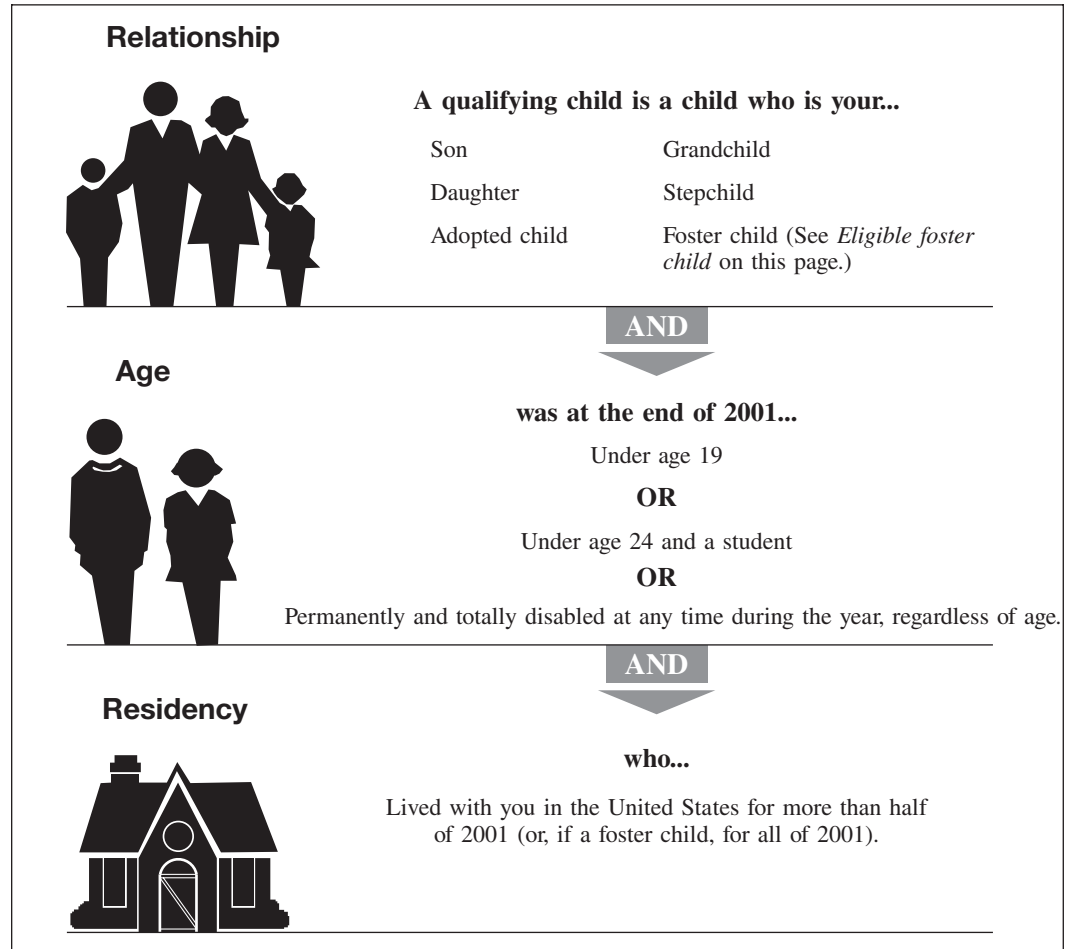 Relationship
A qualifying child is a child who is your...
Son
Grandchild
Daughter
Stepchild
Adopted child
Foster child (See Eligible foster
child on this page.)
AND
Age
was at the end of 2001...
Under age 19
OR
Under age 24 and a student
OR
Permanently and totally disabled at any time during the year, regardless of age.
AND
Residency
who...
Lived with you in the United States for more than half
of 2001 (or, if a foster child, for all of 2001).